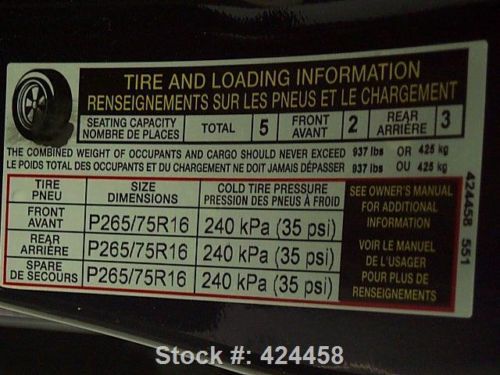 TIRE AND LOADING INFORMATION
RENSEIGNEMENTS SUR LES PNEUS ET LE CHARGEMENT
SEATING CAPACITY
NOMBRE DE PLACES
TOTAL 5
FRONT
AVANT
2
REAR
ARRIÈRE
3
THE COMBINED WEIGHT OF OCCUPANTS AND CARGO SHOULD NEVER EXCEED 937 lbs OR 425 kg
LE POIDS TOTAL DES OCCUPANTS ET DU CHARGEMENT NE DOIT JAMAIS DÉPASSER 937 lbs OU 425 kg
TIRE
PNEU
SIZE
DIMENSIONS
COLD TIRE PRESSURE
PRESSION DES PNEUS À FROID
FRONT
AVANT
P265/75R16 240 kPa (35 psi)
REAR
ARRIÈRE
P265/75R16 240 kPa (35 psi)
SPARE
DE SECOURS
P265/75R16 240 kPa (35 psi)
SEE OWNER'S MANUAL
FOR ADDITIONAL
INFORMATION
VOIR LE MANUEL
DE L'USAGER
POUR PLUS DE
RENSEIGNEMENTS
424458 551
Stock #: 424458